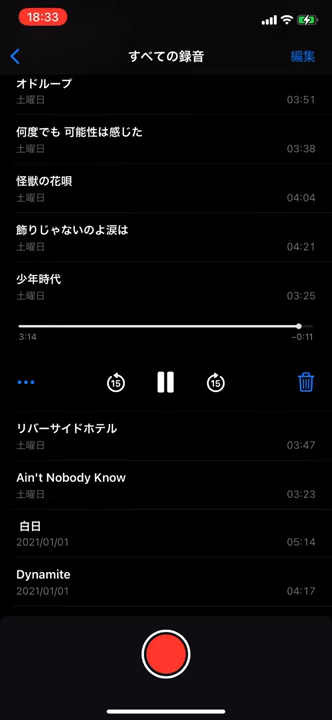 18:33
すべての録音
編集
オドループ
土曜日 03:51
何度でも 可能性は感じた
土曜日 03:38
怪獣の花唄
土曜日 04:04
飾りじゃないのよ涙は
土曜日 04:21
少年時代
土曜日 03:25
3:14 −0:11
15 15
リバーサイドホテル
土曜日 03:47
Ain't Nobody Know
土曜日 03:23
白日
2021/01/01 05:14
Dynamite
2021/01/01 04:17